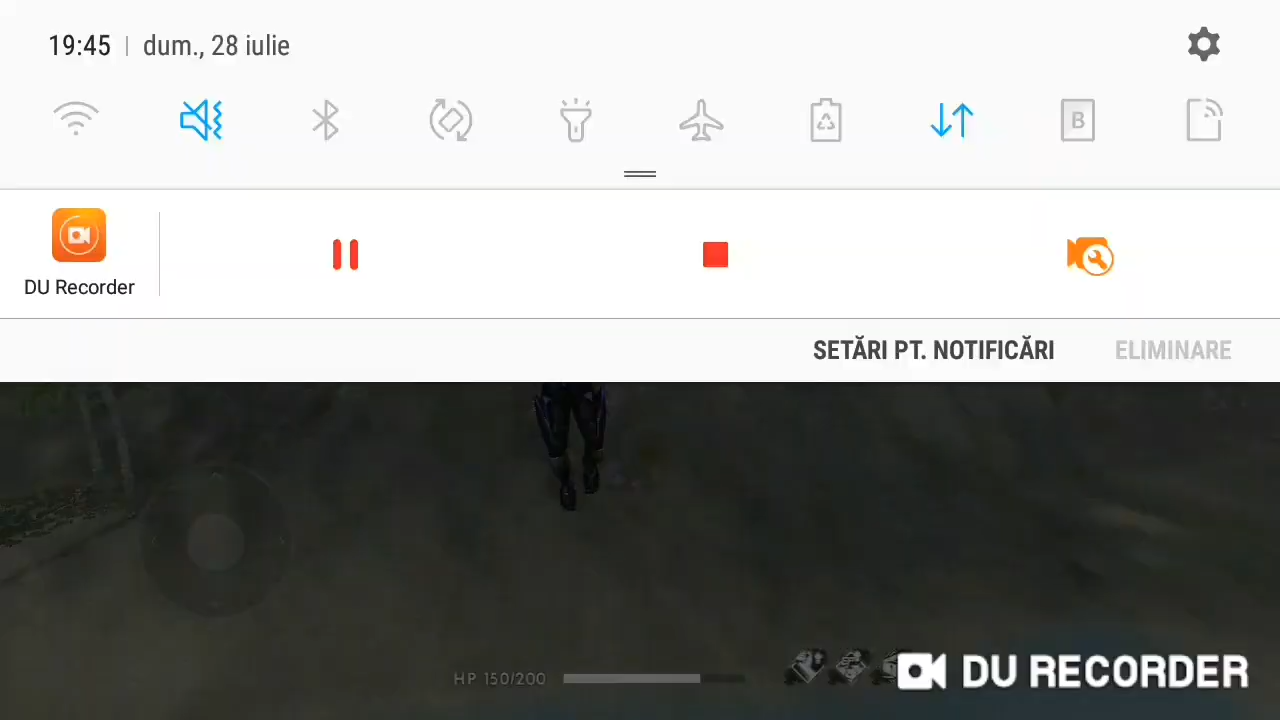 19:45 | dum., 28 iulie
B
DU Recorder
SETĂRI PT. NOTIFICĂRI ELIMINARE
HP 150/200
DU RECORDER